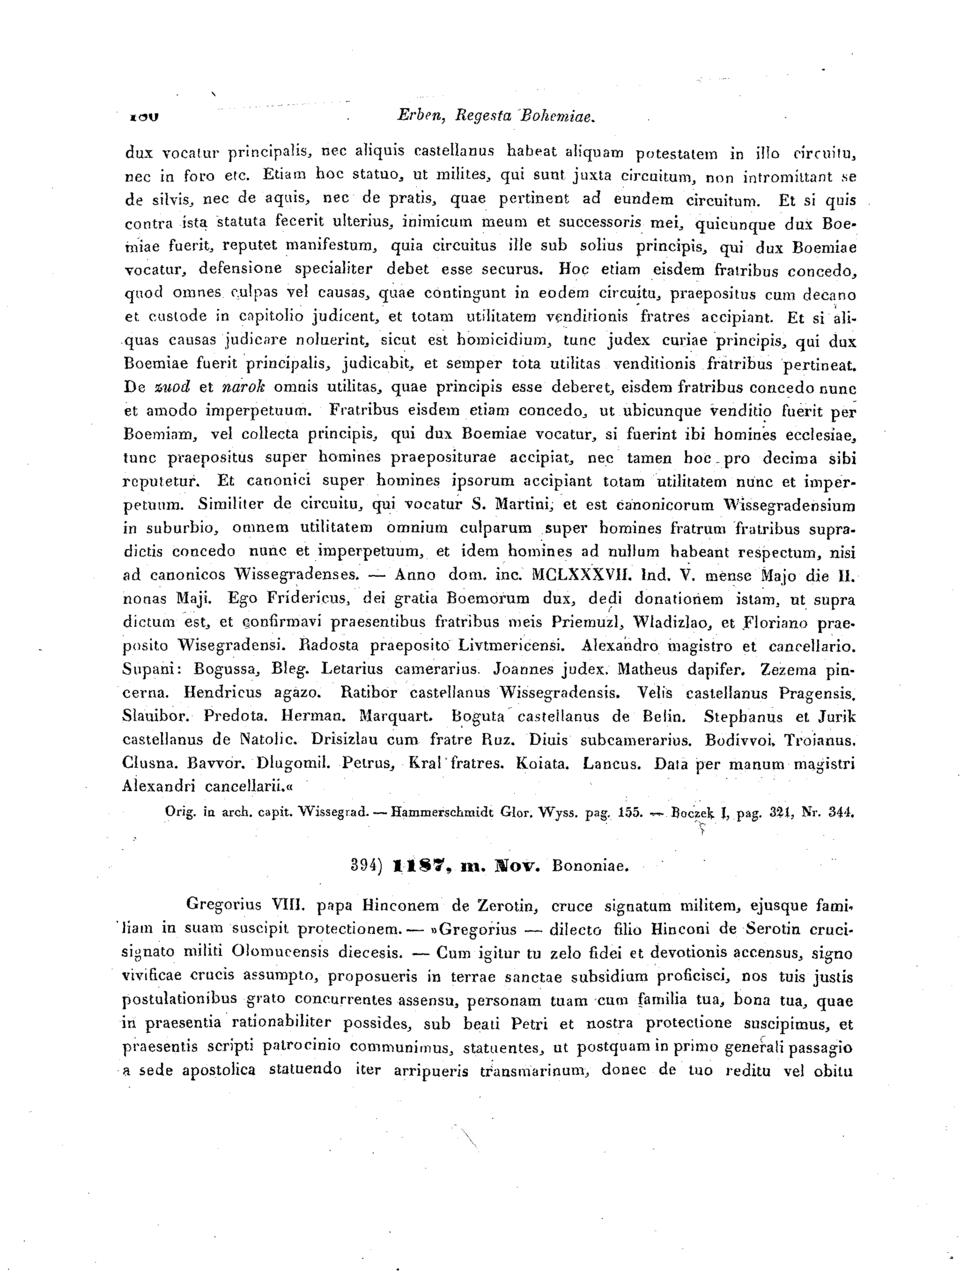 Erben, Regesta Bohemiae.
dux vocatur principalis, nec aliquis castellanus habeat aliquam potestatem in illo circuitu,
nec in foro etc. Etiam hoc statuo, ut milites, qui sunt juxta circuitum, non intromittant se
de silvis, nec de aquis, nec de pratis, quae pertinent ad eundem circuitum. Et si quis
contra ista statuta fecerit ulterius, inimicum meum et successoris mei, quicunque dux Boe-
miae fuerit, reputet manifestum, quia circuitus ille sub solius principis, qui dux Boemiae
vocatur, defensione specialiter debet esse securus. Hoc etiam eisdem fratribus concedo,
quod omnes culpas vel causas, quae contingunt in eodem circuitu, praepositus cum decano
et custode in capitolio judicent, et totam utilitatem venditionis fratres accipiant. Et si ali-
quas causas judicare noluerint, sicut est homicidium, tunc judex curiae principis, qui dux
Boemiae fuerit principalis, judicabit, et semper tota utilitas venditionis fratribus pertineat.
De zuod et narok omnis utilitas, quae principis esse deberet, eisdem fratribus concedo nunc
et amodo imperpetuum. Fratribus eisdem etiam concedo, ut ubicunque venditio fuerit per
Boemiam, vel collecta principis, qui dux Boemiae vocatur, si fuerint ibi homines ecclesiae,
tunc praepositus super homines praepositurae accipiat, nec tamen hoc pro decima sibi
reputetur. Et canonici super homines ipsorum accipiant totam utilitatem nunc et imper-
petuum. Similiter de circuitu, qui vocatur S. Martini, et est canonicorum Wissegradensium
in suburbio, omnem utilitatem omnium culparum super homines fratrum fratribus supra-
dictis concedo nunc et imperpetuum, et idem homines ad nullum habeant respectum, nisi
ad canonicos Wissegradenses. — Anno dom. inc. MCLXXXVII. Ind. V. mense Majo die II.
nonas Maji. Ego Fridericus, dei gratia Boemorum dux, dedi donationem istam, ut supra
dictum est, et confirmavi praesentibus fratribus meis Priemuzl, Wladizlao, et Floriano prae-
posito Wisegradensi. Radosta praeposito Livtmericensi. Alexandro magistro et cancellario.
Supani: Bogussa, Bleg. Letarius camerarius. Joannes judex. Matheus dapifer. Zezema pin-
cerna. Hendricus agazo. Ratibor castellanus Wissegradensis. Velis castellanus Pragensis.
Slauibor. Predota. Herman. Marquart. Boguta castellanus de Belin. Stephanus et Jurik
castellanus de Natolic. Drisizlau cum fratre Ruz. Diuis subcamerarius. Bodivvoi. Troianus.
Clusna. Bavvor. Dlugomil. Petrus, Kral fratres. Koiata. Lancus. Data per manum magistri
Alexandri cancellarii.«
Orig. in arch. capit. Wissegrad. — Hammerschmidt Glor. Wyss. pag. 155. — Boczek I, pag. 321, Nr. 344.
394) 1187, m. Nov. Bononiae.
Gregorius VIII. papa Hinconem de Zerotin, cruce signatum militem, ejusque fami-
liam in suam suscipit protectionem. — »Gregorius — dilecto filio Hinconi de Serotin cruci-
signato militi Olomucensis diecesis. — Cum igitur tu zelo fidei et devotionis accensus, signo
vivificae crucis assumpto, proposueris in terrae sanctae subsidium proficisci, nos tuis justis
postulationibus grato concurrentes assensu, personam tuam cum familia tua, bona tua, quae
in praesentia rationabiliter possides, sub beati Petri et nostra protectione suscipimus, et
praesentis scripti patrocinio communimus, statuentes, ut postquam in primo generali passagio
a sede apostolica statuendo iter arripueris transmarinum, donec de tuo reditu vel obitu